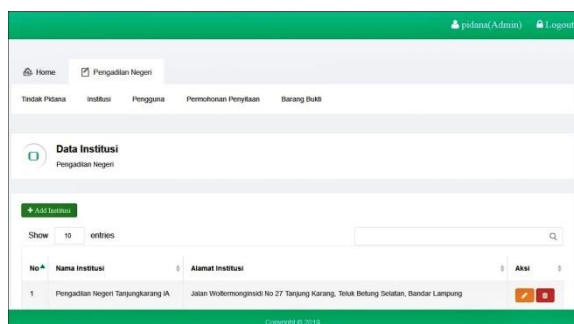 pidana(Admin) Logout
Home Pengadilan Negeri
Tindak Pidana Institusi Pengguna Permohonan Penyitaan Barang Bukti
Data Institusi
Pengadilan Negeri
+ Add Institusi
Show 10 entries
No Nama Institusi Alamat Institusi Aksi
1 Pengadilan Negeri Tanjungkarang IA Jalan Woltermonginsidi No 27 Tanjung Karang, Teluk Betung Selatan, Bandar Lampung
Copyright © 2019